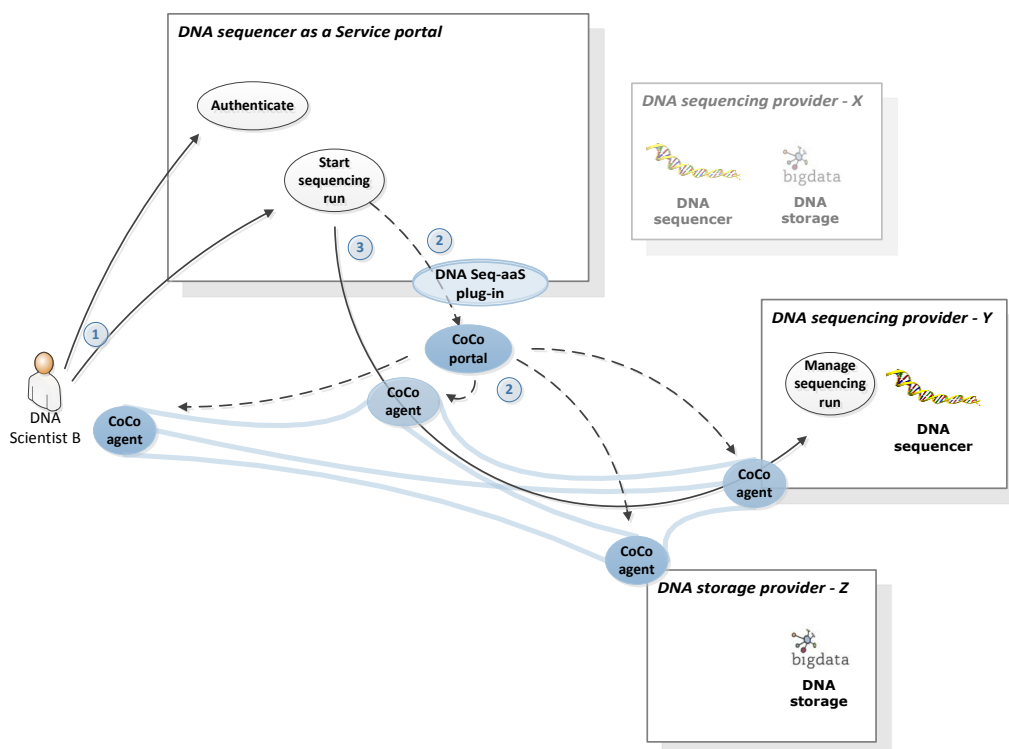 DNA sequencer as a Service portal
Authenticate
Start
sequencing
run
3
2
DNA Seq-aaS
plug-in
DNA sequencing provider - X
DNA
sequencer
bigdata
DNA
storage
1
DNA
Scientist B
CoCo
portal
2
CoCo
agent
CoCo
agent
DNA sequencing provider - Y
Manage
sequencing
run
DNA
sequencer
CoCo
agent
CoCo
agent
DNA storage provider - Z
bigdata
DNA
storage